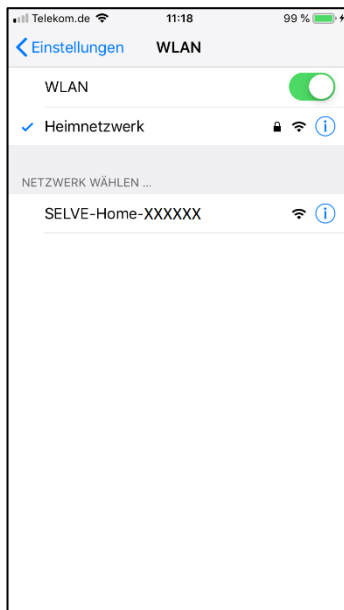 Telekom.de 11:18 99 %
Einstellungen WLAN
WLAN
Heimnetzwerk
NETZWERK WÄHLEN ...
SELVE-Home-XXXXXX